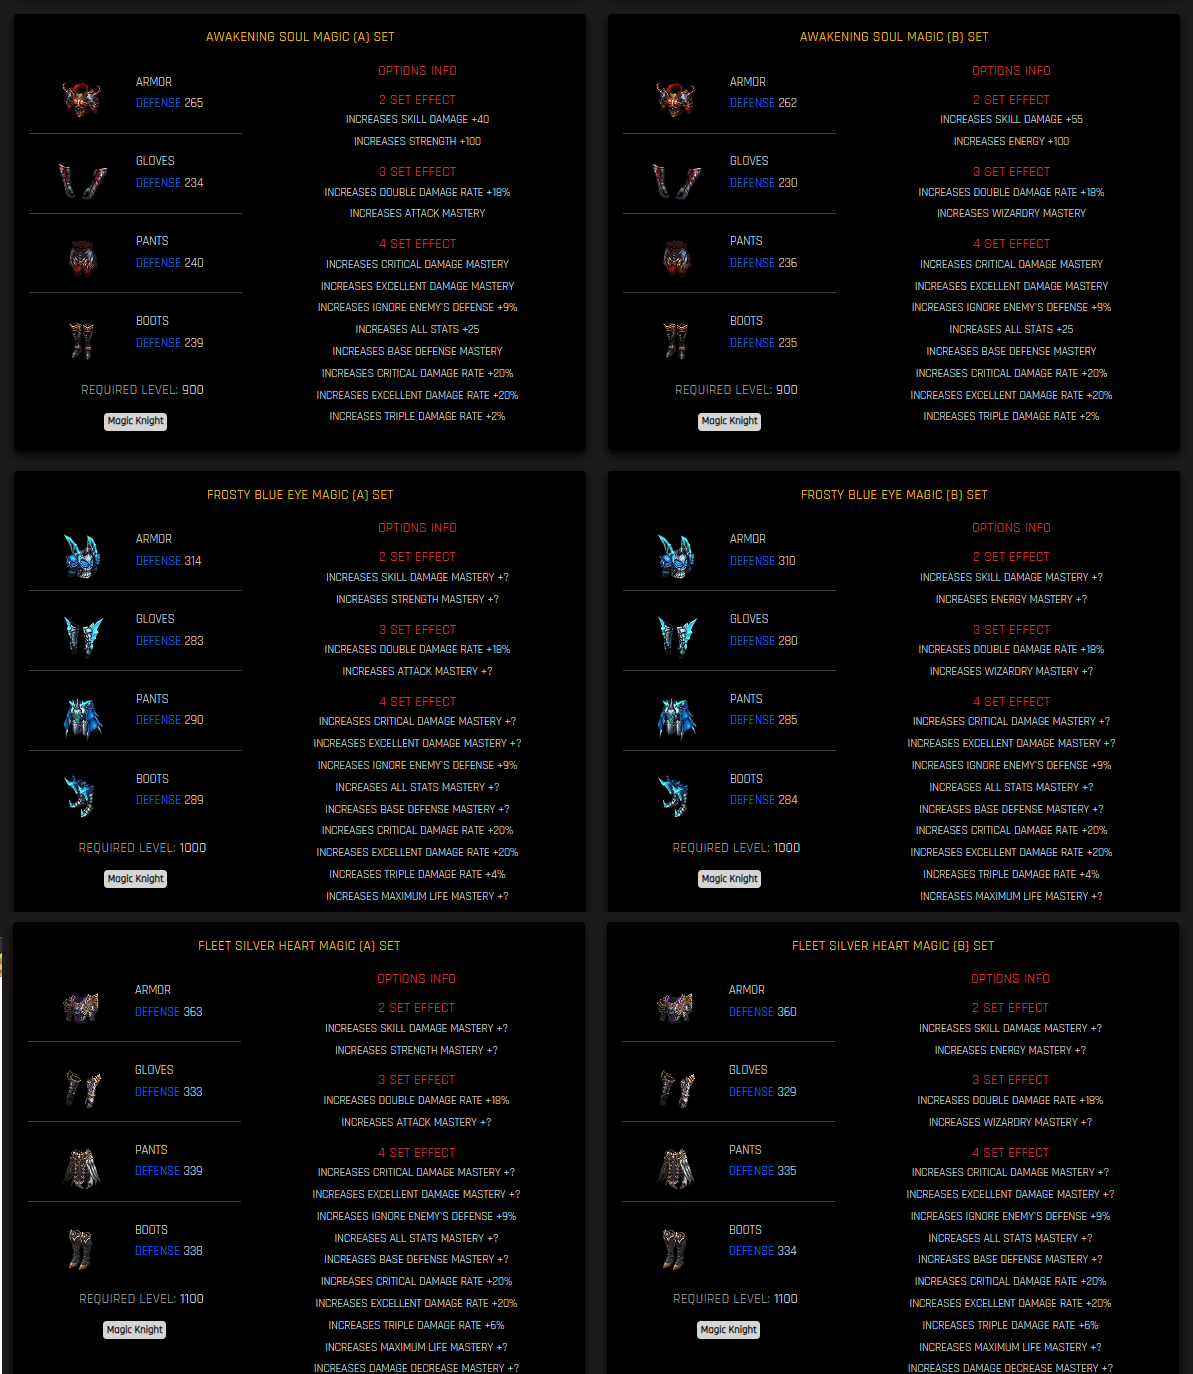 AWAKENING SOUL MAGIC (A) SET
ARMOR
DEFENSE 265
GLOVES
DEFENSE 234
PANTS
DEFENSE 240
BOOTS
DEFENSE 239
REQUIRED LEVEL: 900
Magic Knight
OPTIONS INFO
2 SET EFFECT
INCREASES SKILL DAMAGE +40
INCREASES STRENGTH +100
3 SET EFFECT
INCREASES DOUBLE DAMAGE RATE +18%
INCREASES ATTACK MASTERY
4 SET EFFECT
INCREASES CRITICAL DAMAGE MASTERY
INCREASES EXCELLENT DAMAGE MASTERY
INCREASES IGNORE ENEMY'S DEFENSE +9%
INCREASES ALL STATS +25
INCREASES BASE DEFENSE MASTERY
INCREASES CRITICAL DAMAGE RATE +20%
INCREASES EXCELLENT DAMAGE RATE +20%
INCREASES TRIPLE DAMAGE RATE +2%
AWAKENING SOUL MAGIC (B) SET
ARMOR
DEFENSE 262
GLOVES
DEFENSE 230
PANTS
DEFENSE 236
BOOTS
DEFENSE 235
REQUIRED LEVEL: 900
Magic Knight
OPTIONS INFO
2 SET EFFECT
INCREASES SKILL DAMAGE +55
INCREASES ENERGY +100
3 SET EFFECT
INCREASES DOUBLE DAMAGE RATE +18%
INCREASES WIZARDRY MASTERY
4 SET EFFECT
INCREASES CRITICAL DAMAGE MASTERY
INCREASES EXCELLENT DAMAGE MASTERY
INCREASES IGNORE ENEMY'S DEFENSE +9%
INCREASES ALL STATS +25
INCREASES BASE DEFENSE MASTERY
INCREASES CRITICAL DAMAGE RATE +20%
INCREASES EXCELLENT DAMAGE RATE +20%
INCREASES TRIPLE DAMAGE RATE +2%
FROSTY BLUE EYE MAGIC (A) SET
ARMOR
DEFENSE 314
GLOVES
DEFENSE 283
PANTS
DEFENSE 290
BOOTS
DEFENSE 289
REQUIRED LEVEL: 1000
Magic Knight
OPTIONS INFO
2 SET EFFECT
INCREASES SKILL DAMAGE MASTERY +?
INCREASES STRENGTH MASTERY +?
3 SET EFFECT
INCREASES DOUBLE DAMAGE RATE +18%
INCREASES ATTACK MASTERY +?
4 SET EFFECT
INCREASES CRITICAL DAMAGE MASTERY +?
INCREASES EXCELLENT DAMAGE MASTERY +?
INCREASES IGNORE ENEMY'S DEFENSE +9%
INCREASES ALL STATS MASTERY +?
INCREASES BASE DEFENSE MASTERY +?
INCREASES CRITICAL DAMAGE RATE +20%
INCREASES EXCELLENT DAMAGE RATE +20%
INCREASES TRIPLE DAMAGE RATE +4%
INCREASES MAXIMUM LIFE MASTERY +?
FROSTY BLUE EYE MAGIC (B) SET
ARMOR
DEFENSE 310
GLOVES
DEFENSE 280
PANTS
DEFENSE 285
BOOTS
DEFENSE 284
REQUIRED LEVEL: 1000
Magic Knight
OPTIONS INFO
2 SET EFFECT
INCREASES SKILL DAMAGE MASTERY +?
INCREASES ENERGY MASTERY +?
3 SET EFFECT
INCREASES DOUBLE DAMAGE RATE +18%
INCREASES WIZARDRY MASTERY +?
4 SET EFFECT
INCREASES CRITICAL DAMAGE MASTERY +?
INCREASES EXCELLENT DAMAGE MASTERY +?
INCREASES IGNORE ENEMY'S DEFENSE +9%
INCREASES ALL STATS MASTERY +?
INCREASES BASE DEFENSE MASTERY +?
INCREASES CRITICAL DAMAGE RATE +20%
INCREASES EXCELLENT DAMAGE RATE +20%
INCREASES TRIPLE DAMAGE RATE +4%
INCREASES MAXIMUM LIFE MASTERY +?
FLEET SILVER HEART MAGIC (A) SET
ARMOR
DEFENSE 363
GLOVES
DEFENSE 333
PANTS
DEFENSE 339
BOOTS
DEFENSE 338
REQUIRED LEVEL: 1100
Magic Knight
OPTIONS INFO
2 SET EFFECT
INCREASES SKILL DAMAGE MASTERY +?
INCREASES STRENGTH MASTERY +?
3 SET EFFECT
INCREASES DOUBLE DAMAGE RATE +18%
INCREASES ATTACK MASTERY +?
4 SET EFFECT
INCREASES CRITICAL DAMAGE MASTERY +?
INCREASES EXCELLENT DAMAGE MASTERY +?
INCREASES IGNORE ENEMY'S DEFENSE +9%
INCREASES ALL STATS MASTERY +?
INCREASES BASE DEFENSE MASTERY +?
INCREASES CRITICAL DAMAGE RATE +20%
INCREASES EXCELLENT DAMAGE RATE +20%
INCREASES TRIPLE DAMAGE RATE +6%
INCREASES MAXIMUM LIFE MASTERY +?
INCREASES DAMAGE DECREASE MASTERY +?
FLEET SILVER HEART MAGIC (B) SET
ARMOR
DEFENSE 360
GLOVES
DEFENSE 329
PANTS
DEFENSE 335
BOOTS
DEFENSE 334
REQUIRED LEVEL: 1100
Magic Knight
OPTIONS INFO
2 SET EFFECT
INCREASES SKILL DAMAGE MASTERY +?
INCREASES ENERGY MASTERY +?
3 SET EFFECT
INCREASES DOUBLE DAMAGE RATE +18%
INCREASES WIZARDRY MASTERY +?
4 SET EFFECT
INCREASES CRITICAL DAMAGE MASTERY +?
INCREASES EXCELLENT DAMAGE MASTERY +?
INCREASES IGNORE ENEMY'S DEFENSE +9%
INCREASES ALL STATS MASTERY +?
INCREASES BASE DEFENSE MASTERY +?
INCREASES CRITICAL DAMAGE RATE +20%
INCREASES EXCELLENT DAMAGE RATE +20%
INCREASES TRIPLE DAMAGE RATE +6%
INCREASES MAXIMUM LIFE MASTERY +?
INCREASES DAMAGE DECREASE MASTERY +?